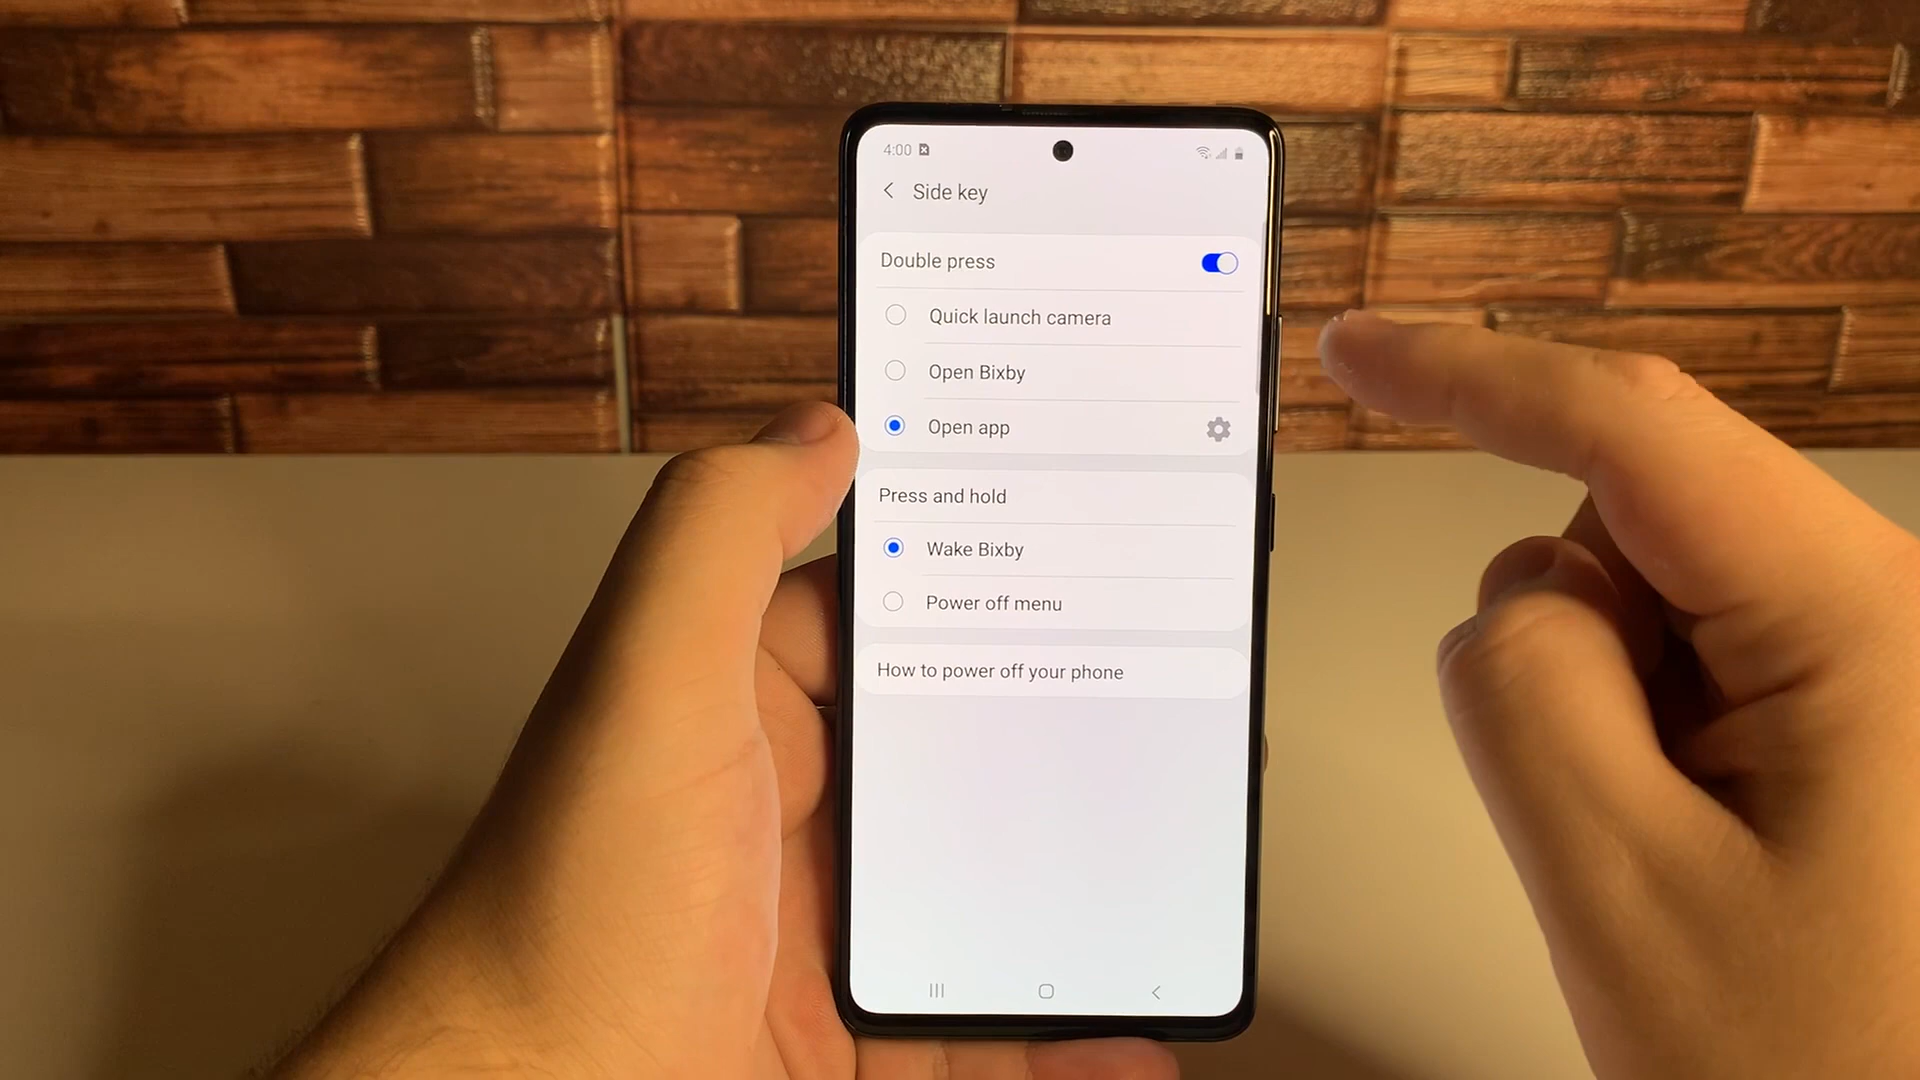 4:00
Side key
Double press
Quick launch camera
Open Bixby
Open app
Press and hold
Wake Bixby
Power off menu
How to power off your phone